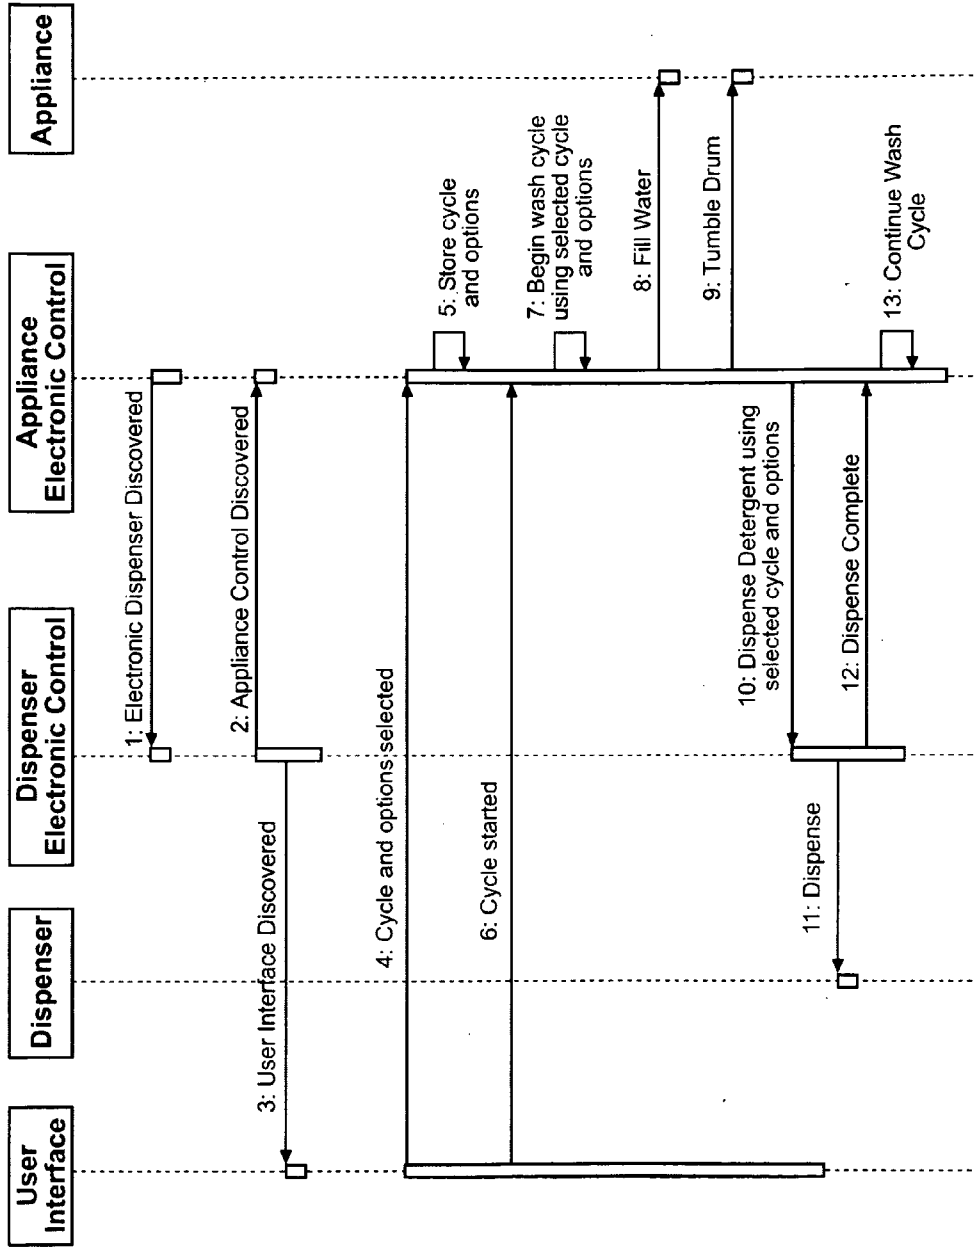 User
Interface
Dispenser
Dispenser
Electronic Control
Appliance
Electronic Control
Appliance
1: Electronic Dispenser Discovered
2: Appliance Control Discovered
3: User Interface Discovered
4: Cycle and options selected
5: Store cycle
and options
6: Cycle started
7: Begin wash cycle
using selected cycle
and options
8: Fill Water
9: Tumble Drum
10: Dispense Detergent using
selected cycle and options
11: Dispense
12: Dispense Complete
13: Continue Wash
Cycle